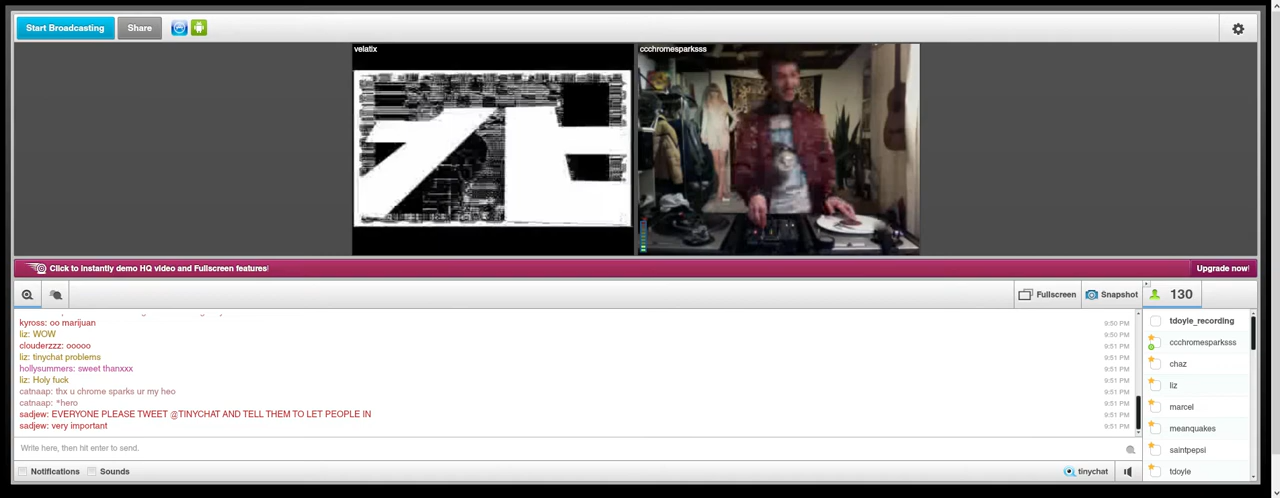 Start Broadcasting
Share
velatix
ccchromesparksss
Click to instantly demo HQ video and Fullscreen features!
Upgrade now!
Fullscreen
Snapshot
130
kyross: oo marijuan 9:50 PM
liz: WOW 9:50 PM
clouderzzz: ooooo 9:51 PM
liz: tinychat problems 9:51 PM
hollysummers: sweet thanxxx 9:51 PM
liz: Holy fuck 9:51 PM
catnaap: thx u chrome sparks ur my heo 9:51 PM
catnaap: *hero 9:51 PM
sadjew: EVERYONE PLEASE TWEET @TINYCHAT AND TELL THEM TO LET PEOPLE IN 9:51 PM
sadjew: very important 9:51 PM
tdoyle_recording
ccchromesparksss
chaz
liz
marcel
meanquakes
saintpepsi
tdoyle
Write here, then hit enter to send.
Notifications
Sounds
tinychat